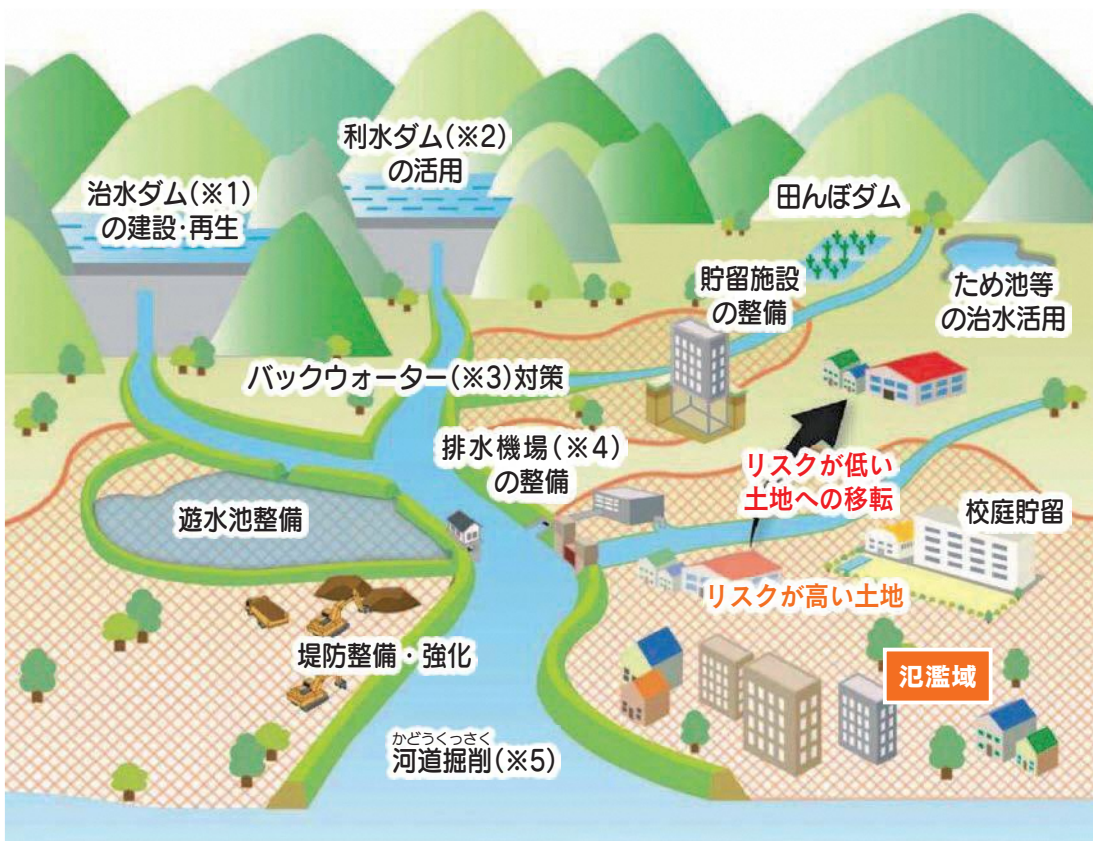 利水ダム(※2)
の活用
治水ダム(※1)
の建設・再生
田んぼダム
貯留施設
の整備
ため池等
の治水活用
バックウォーター(※3)対策
排水機場(※4)
の整備
リスクが低い
土地への移転
校庭貯留
遊水池整備
リスクが高い土地
堤防整備・強化
氾濫域
かどうくっさく
河道掘削(※5)